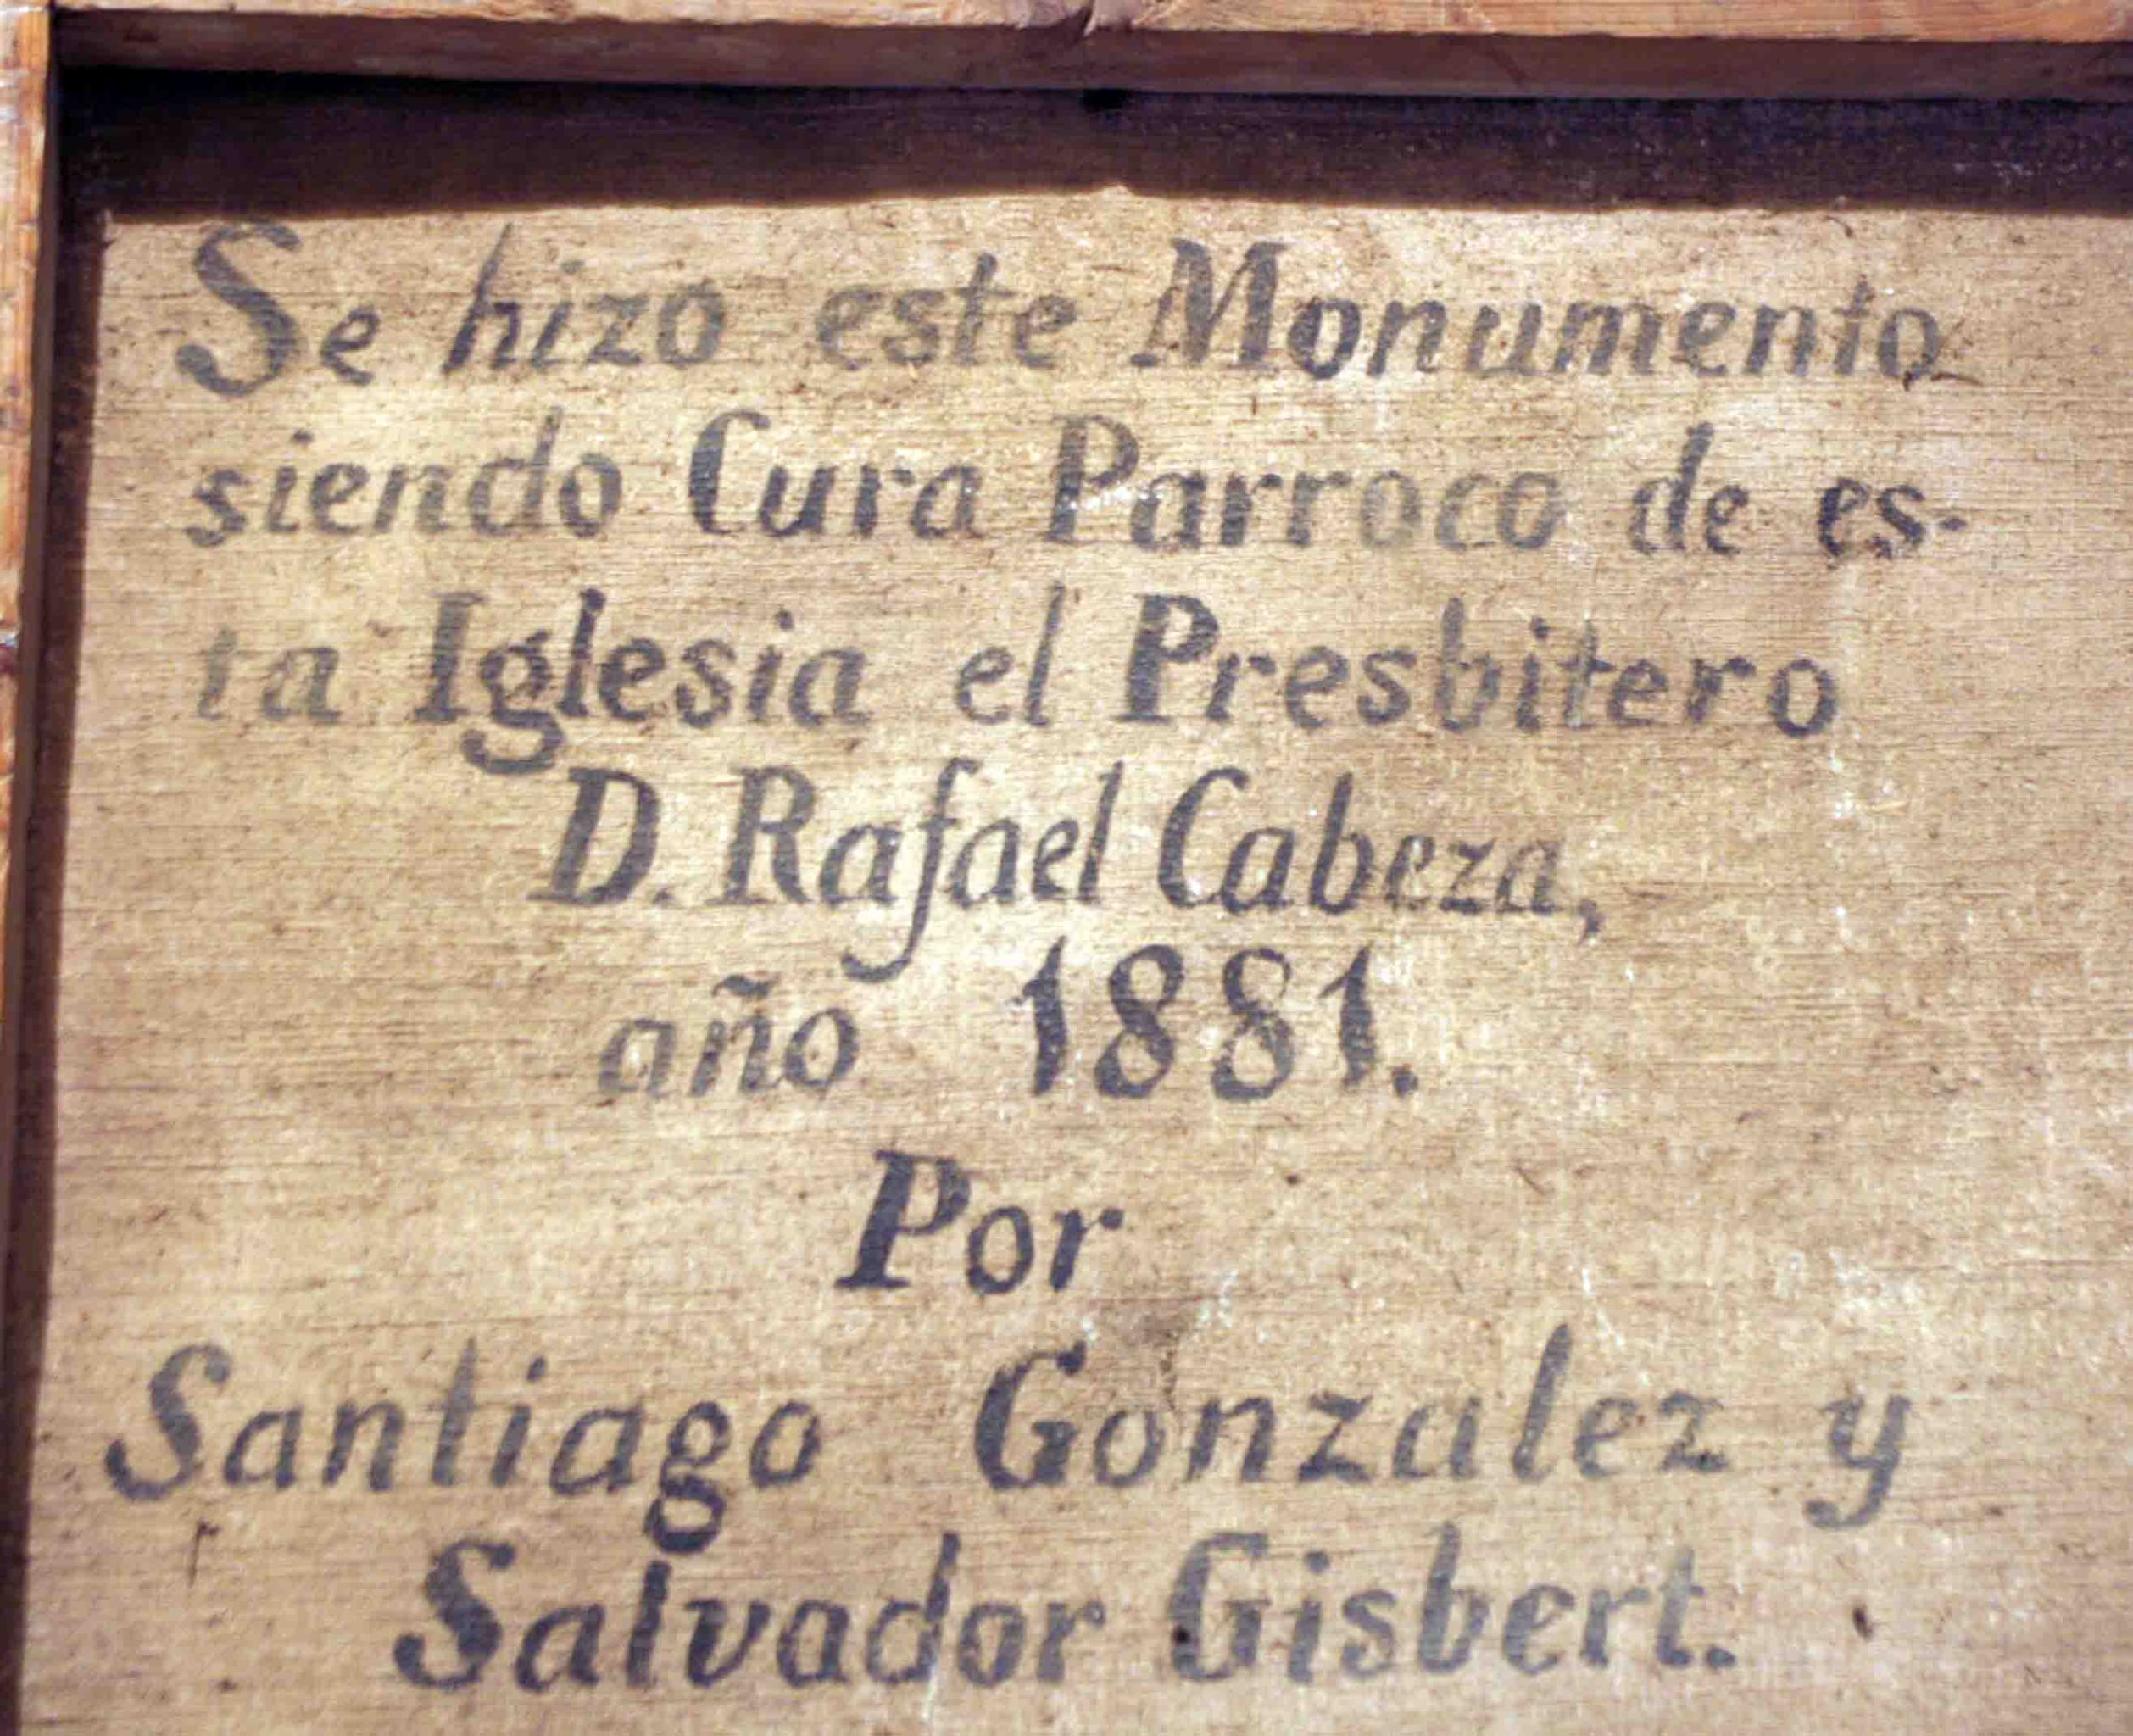 Se hizo este Monumento
siendo Cura Parroco de es-
ta Iglesia el Presbitero
D. Rafael Cabeza,
año 1881.
Por
Santiago Gonzalez y
Salvador Gisbert.